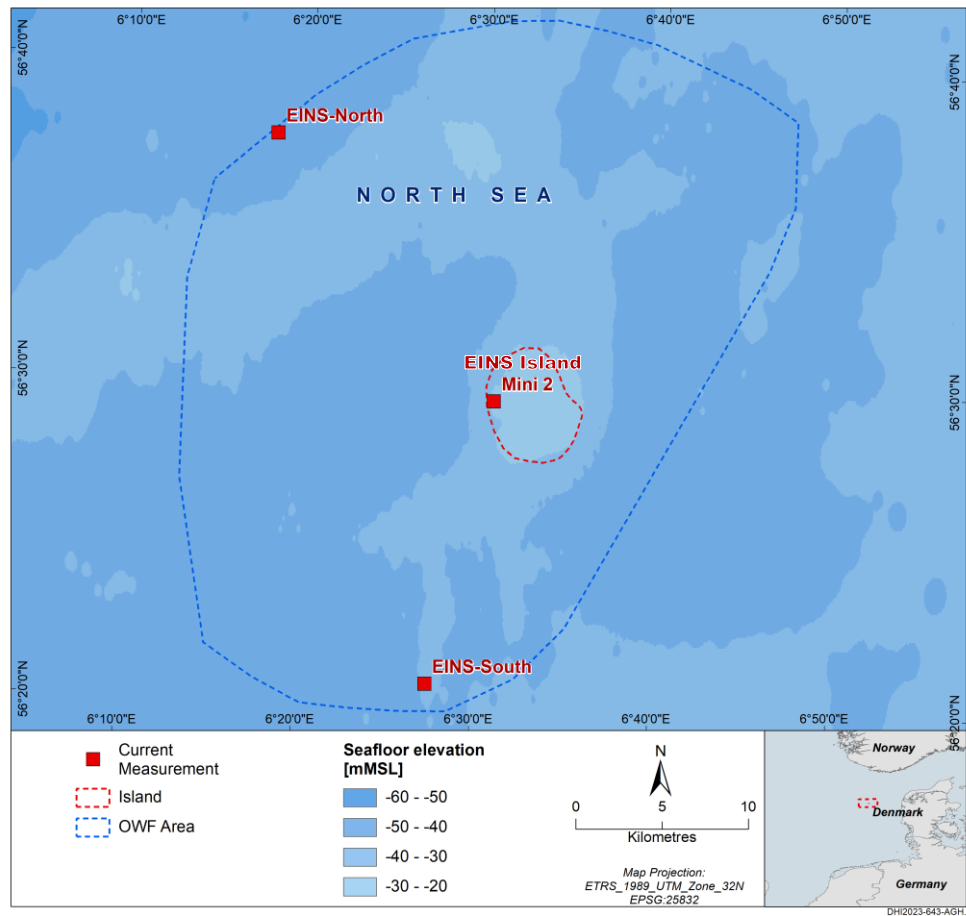 6°20'0"E
6°30'0"E
6°40'0"E
6°50'0"E
56°40'0"N
56°40'0"N
EINS-North
NORTH SEA
56°30'0"N
56°30'0"N
EINS Island
Mini 2
EINS-South
56°20'0"N
56°20'0"N
6°10'0"E
6°20'0"E
6°30'0"E
6°40'0"E
6°50'0"E
Current
Measurement
Island
OWF Area
Seafloor elevation
[mMSL]
-60 - -50
-50 - -40
-40 - -30
-30 - -20
N
0
5
10
Kilometres
Map Projection:
ETRS_1989_UTM_Zone_32N
EPSG:25832
Norway
Denmark
Germany
DHI2023-643-AGH